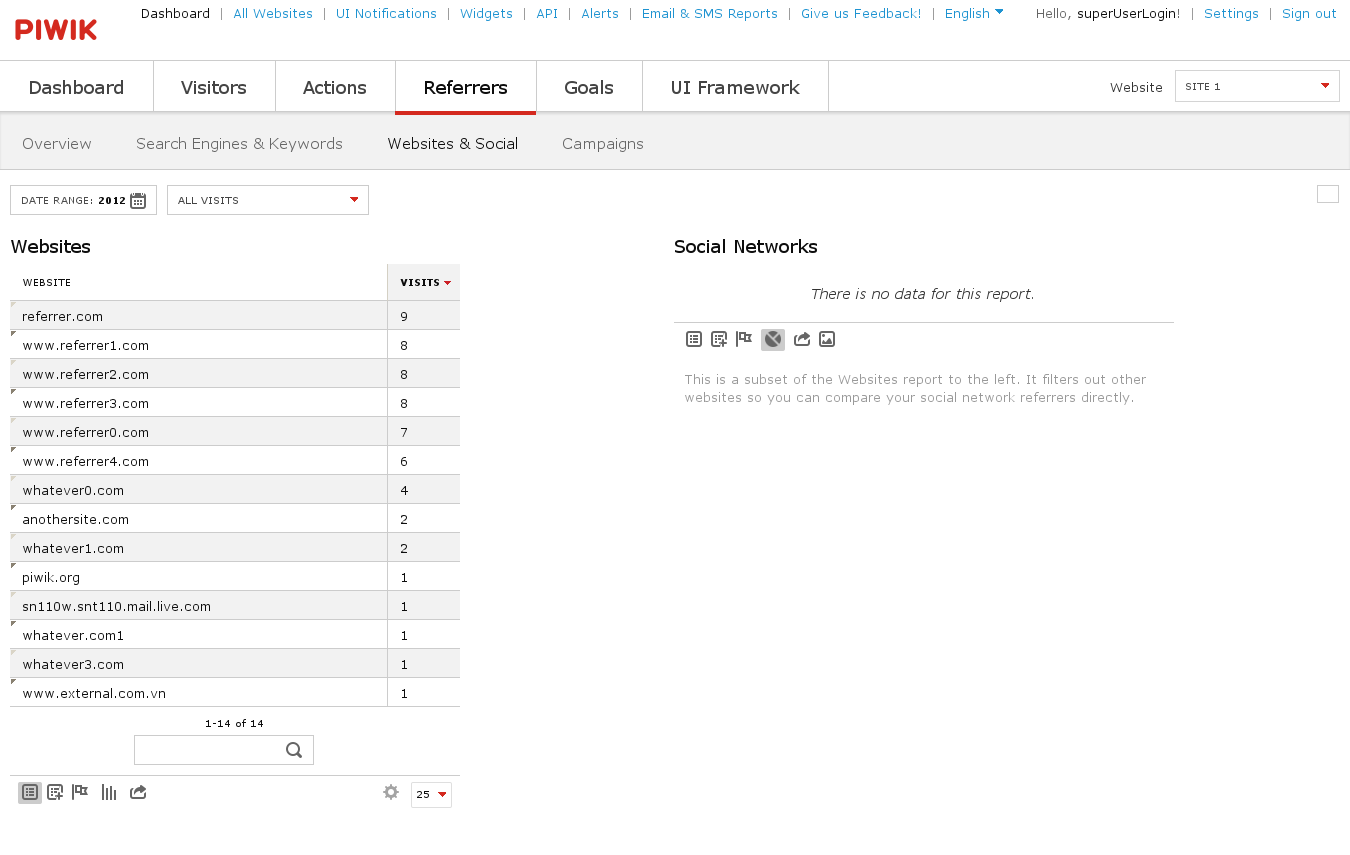 PIWIK
Dashboard | All Websites | UI Notifications | Widgets | API | Alerts | Email & SMS Reports | Give us Feedback! | English
Hello, superUserLogin! | Settings | Sign out
Dashboard
Visitors
Actions
Referrers
Goals
UI Framework
Website
SITE 1
Overview
Search Engines & Keywords
Websites & Social
Campaigns
DATE RANGE: 2012
ALL VISITS
Websites
WEBSITE VISITS
referrer.com 9
www.referrer1.com 8
www.referrer2.com 8
www.referrer3.com 8
www.referrer0.com 7
www.referrer4.com 6
whatever0.com 4
anothersite.com 2
whatever1.com 2
piwik.org 1
sn110w.snt110.mail.live.com 1
whatever.com1 1
whatever3.com 1
www.external.com.vn 1
1-14 of 14
25
Social Networks
There is no data for this report.
This is a subset of the Websites report to the left. It filters out other
websites so you can compare your social network referrers directly.